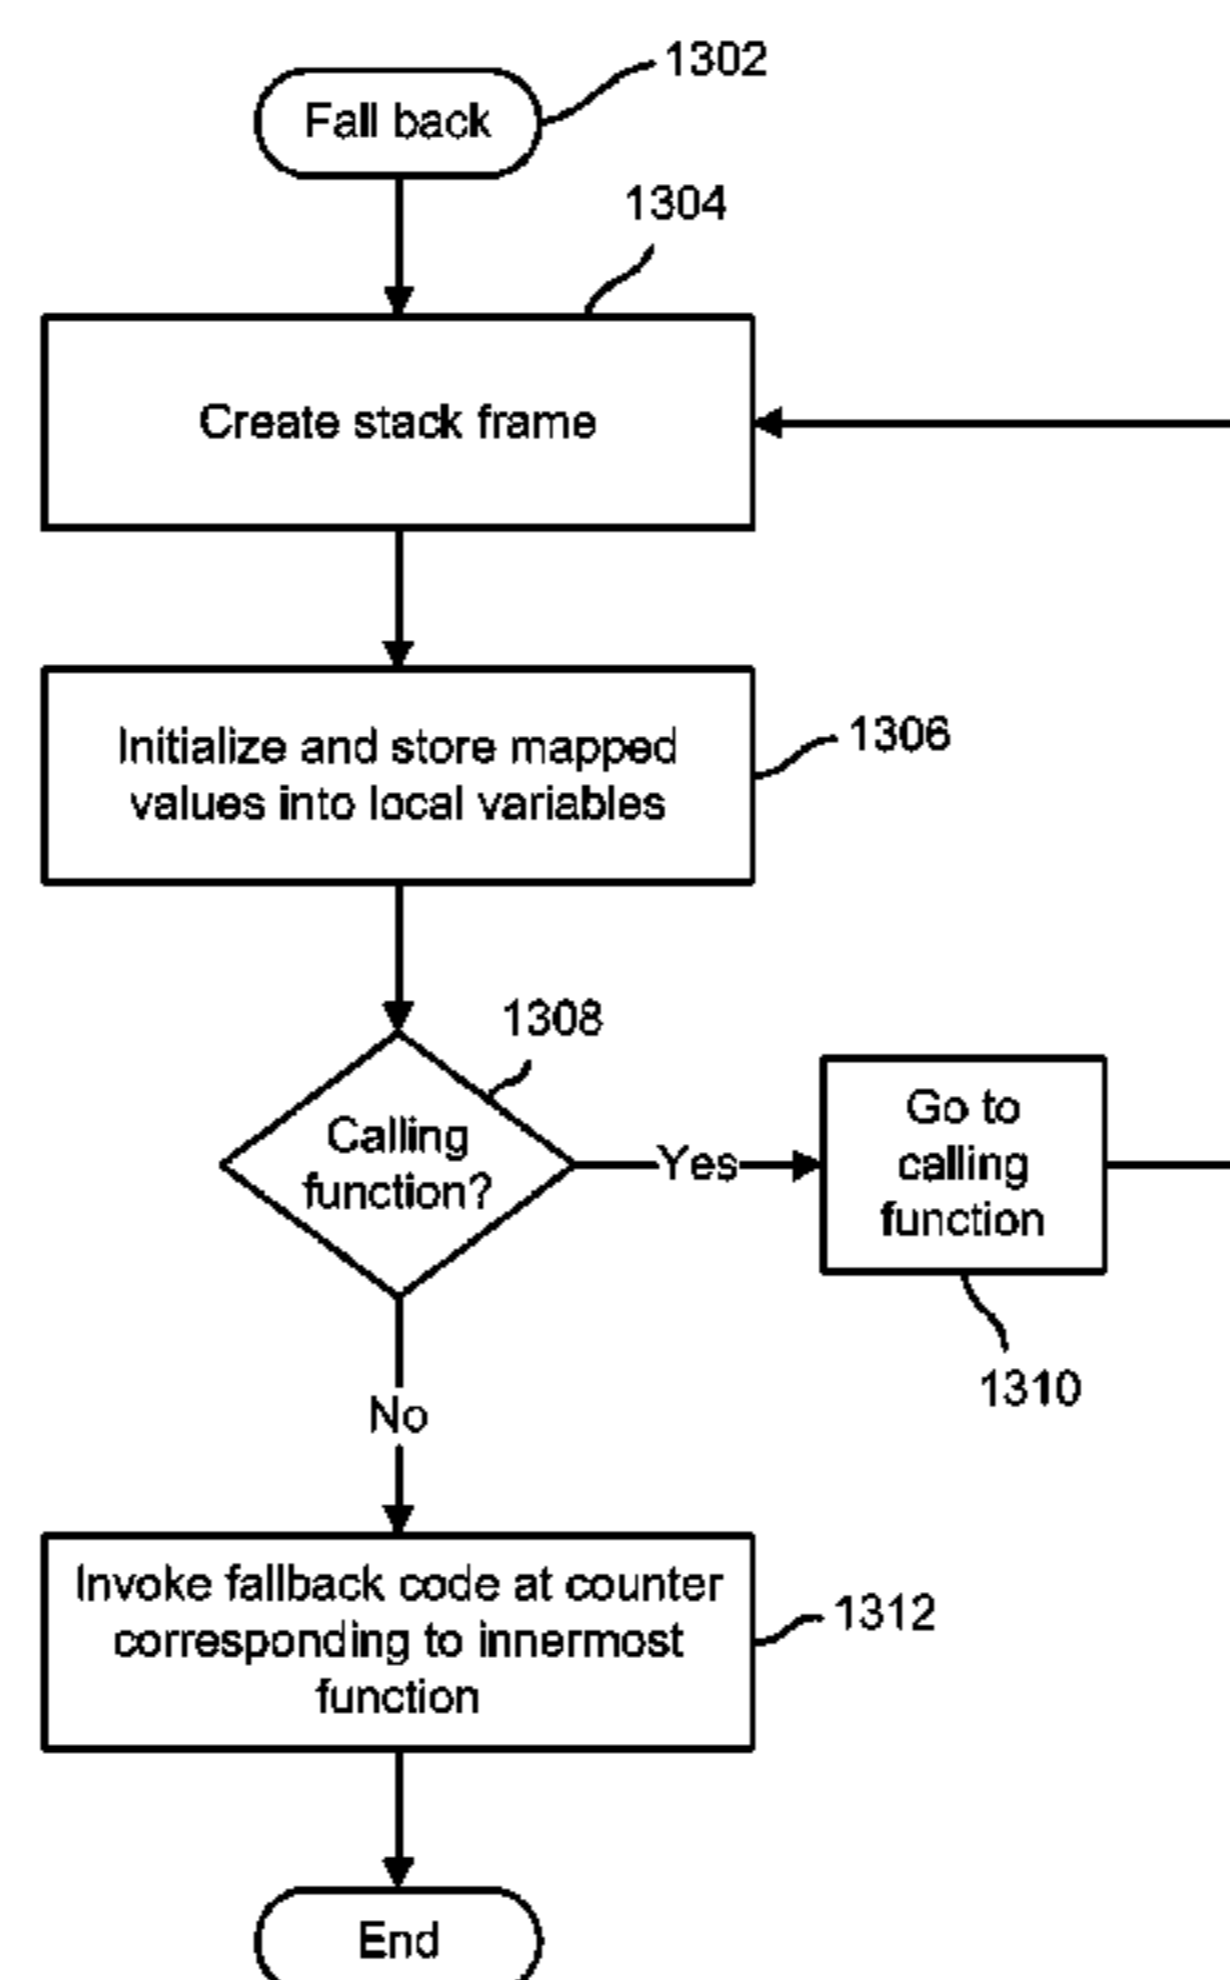 1302
Fall back
1304
Create stack frame
Initialize and store mapped
values into local variables
1306
1308
Calling
function?
Yes
Go to
calling
function
1310
No
Invoke fallback code at counter
corresponding to innermost
function
1312
End